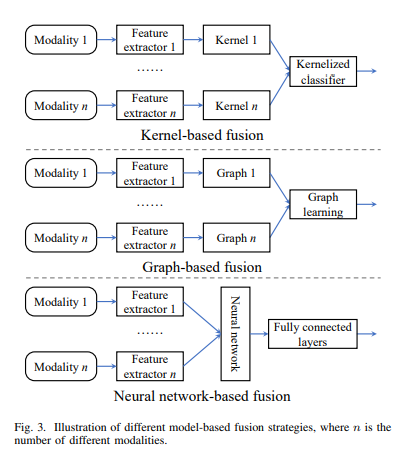 Modality 1
Feature
extractor 1
Kernel 1
......
Kernelized
classifier
Modality n
Feature
extractor n
Kernel n
Kernel-based fusion
Modality 1
Feature
extractor 1
Graph 1
......
Graph
learning
Modality n
Feature
extractor n
Graph n
Graph-based fusion
Modality 1
Feature
extractor 1
......
Neural network
Fully connected
layers
Modality n
Feature
extractor n
Neural network-based fusion
Fig. 3. Illustration of different model-based fusion strategies, where n is the
number of different modalities.